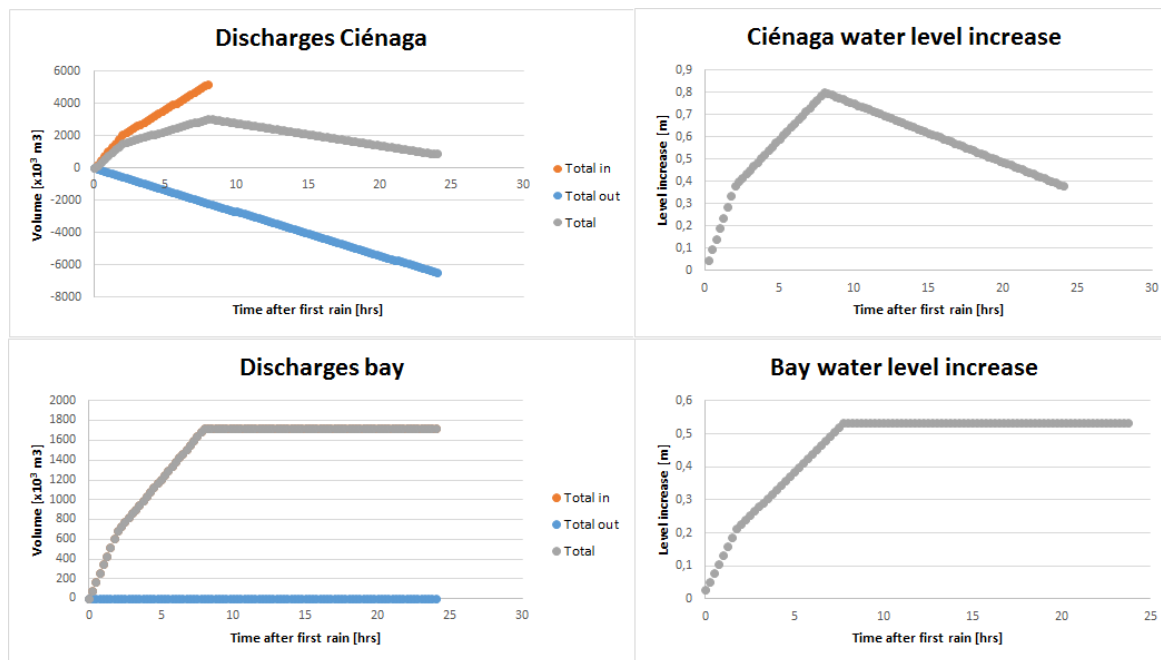 Discharges Ciénaga
Volume [x10³ m3]
6000
4000
2000
0
-2000
-4000
-6000
-8000
0 5 10 15 20 25 30
Time after first rain [hrs]
Total in
Total out
Total
Ciénaga water level increase
Level increase [m]
0,9
0,8
0,7
0,6
0,5
0,4
0,3
0,2
0,1
0
0 5 10 15 20 25 30
Time after first rain [hrs]
Discharges bay
Volume [x10³ m3]
2000
1800
1600
1400
1200
1000
800
600
400
200
0
0 5 10 15 20 25 30
Time after first rain [hrs]
Total in
Total out
Total
Bay water level increase
Level increase [m]
0,6
0,5
0,4
0,3
0,2
0,1
0
0 5 10 15 20 25
Time after first rain [hrs]